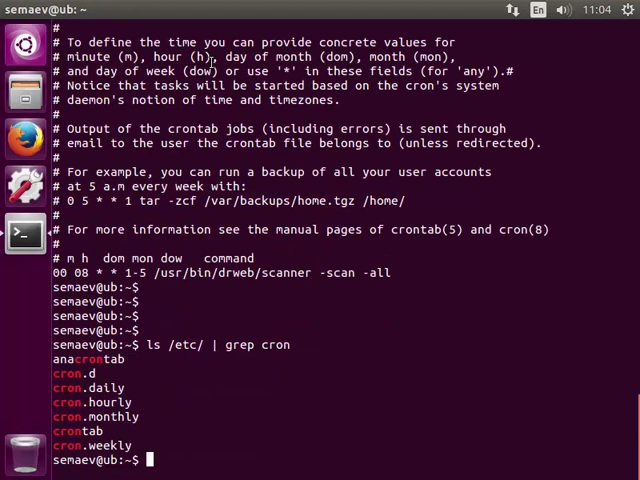 semaev@ub: ~
En
11:04
#
# To define the time you can provide concrete values for
# minute (m), hour (h), day of month (dom), month (mon),
# and day of week (dow) or use '*' in these fields (for 'any').#
# Notice that tasks will be started based on the cron's system
# daemon's notion of time and timezones.
#
# Output of the crontab jobs (including errors) is sent through
# email to the user the crontab file belongs to (unless redirected).
#
# For example, you can run a backup of all your user accounts
# at 5 a.m every week with:
# 0 5 * * 1 tar -zcf /var/backups/home.tgz /home/
#
# For more information see the manual pages of crontab(5) and cron(8)
#
# m h  dom mon dow   command
00 08 * * 1-5 /usr/bin/drweb/scanner -scan -all
semaev@ub:~$
semaev@ub:~$
semaev@ub:~$
semaev@ub:~$ ls /etc/ | grep cron
anacrontab
cron.d
cron.daily
cron.hourly
cron.monthly
crontab
cron.weekly
semaev@ub:~$